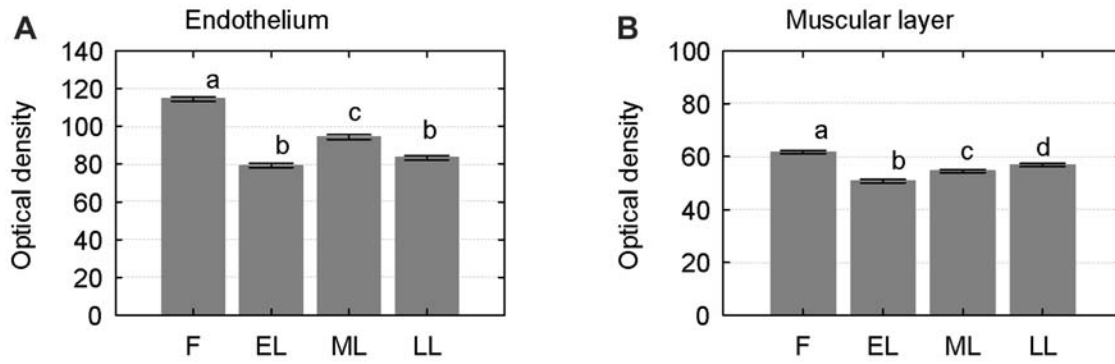 A Endothelium
Optical density
140
120
100
80
60
40
20
0
a
b
c
b
F EL ML LL
B Muscular layer
Optical density
100
80
60
40
20
0
a
b
c
d
F EL ML LL